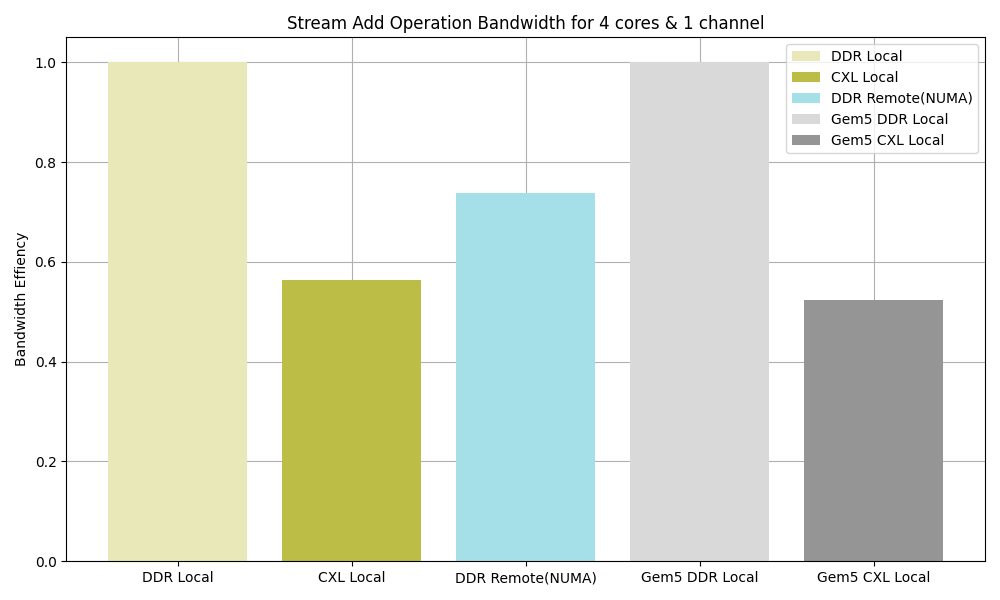 Stream Add Operation Bandwidth for 4 cores & 1 channel
DDR Local
CXL Local
DDR Remote(NUMA)
Gem5 DDR Local
Gem5 CXL Local
Bandwidth Effiency
1.0
0.8
0.6
0.4
0.2
0.0
DDR Local
CXL Local
DDR Remote(NUMA)
Gem5 DDR Local
Gem5 CXL Local